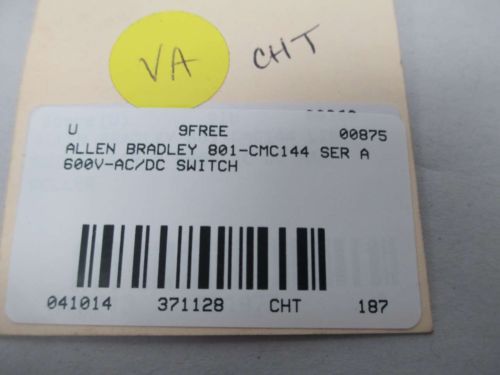 VA CHT
U 9FREE 00875
ALLEN BRADLEY 801-CMC144 SER A
600V-AC/DC SWITCH
041014 371128 CHT 187